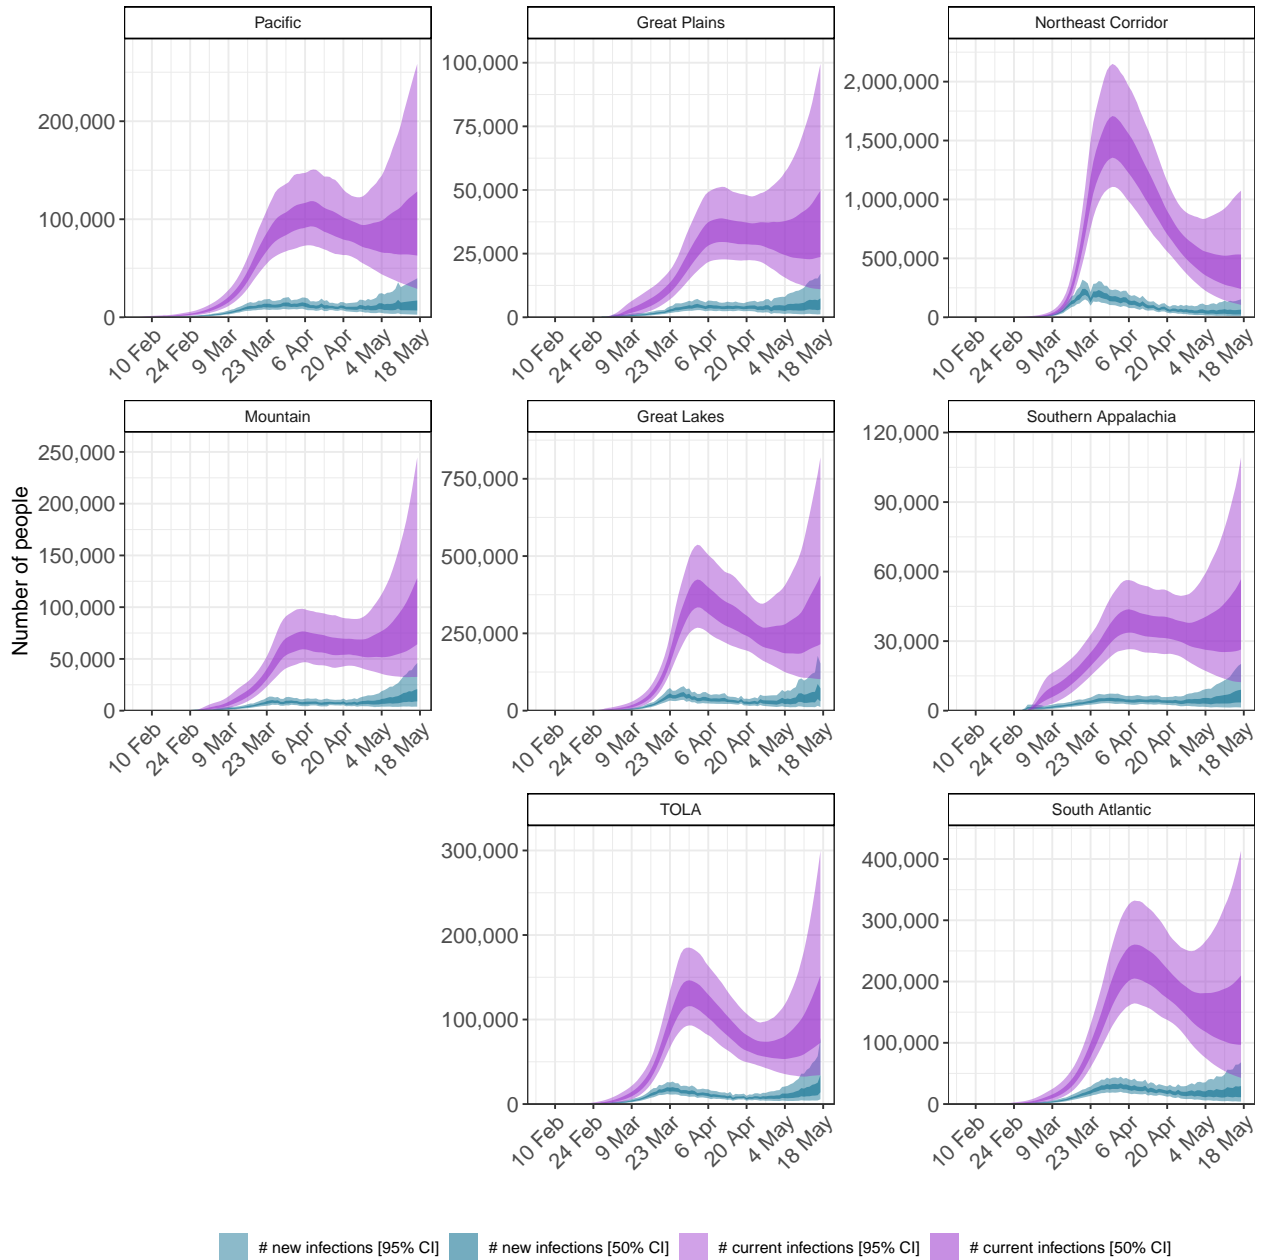 Pacific
Great Plains
Northeast Corridor
200,000
100,000
0
100,000
75,000
50,000
25,000
0
2,000,000
1,500,000
1,000,000
500,000
0
10 Feb
24 Feb
9 Mar
23 Mar
6 Apr
20 Apr
4 May
18 May
10 Feb
24 Feb
9 Mar
23 Mar
6 Apr
20 Apr
4 May
18 May
10 Feb
24 Feb
9 Mar
23 Mar
6 Apr
20 Apr
4 May
18 May
Number of people
Mountain
Great Lakes
Southern Appalachia
250,000
200,000
150,000
100,000
50,000
0
750,000
500,000
250,000
0
120,000
90,000
60,000
30,000
0
10 Feb
24 Feb
9 Mar
23 Mar
6 Apr
20 Apr
4 May
18 May
10 Feb
24 Feb
9 Mar
23 Mar
6 Apr
20 Apr
4 May
18 May
10 Feb
24 Feb
9 Mar
23 Mar
6 Apr
20 Apr
4 May
18 May
TOLA
South Atlantic
300,000
200,000
100,000
0
400,000
300,000
200,000
100,000
0
10 Feb
24 Feb
9 Mar
23 Mar
6 Apr
20 Apr
4 May
18 May
10 Feb
24 Feb
9 Mar
23 Mar
6 Apr
20 Apr
4 May
18 May
# new infections [95% CI]
# new infections [50% CI]
# current infections [95% CI]
# current infections [50% CI]